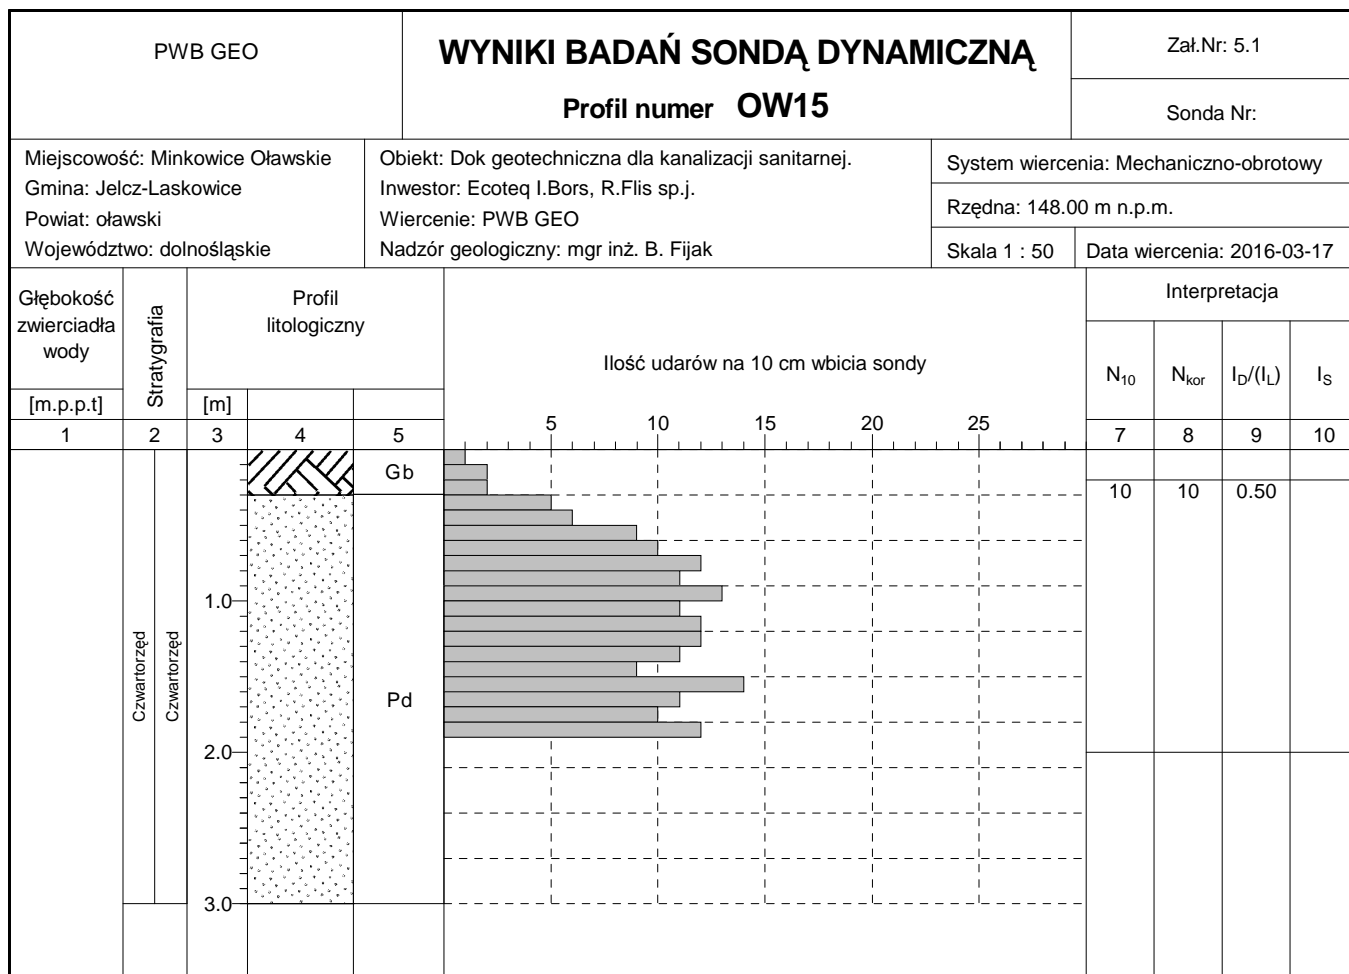 PWB GEO
WYNIKI BADAŃ SONDĄ DYNAMICZNĄ
Profil numer OW15
Zał.Nr: 5.1
Sonda Nr:
Miejscowość: Minkowice Oławskie
Gmina: Jelcz-Laskowice
Powiat: oławski
Województwo: dolnośląskie
Obiekt: Dok geotechniczna dla kanalizacji sanitarnej.
Inwestor: Ecoteq I.Bors, R.Flis sp.j.
Wiercenie: PWB GEO
Nadzór geologiczny: mgr inż. B. Fijak
System wiercenia: Mechaniczno-obrotowy
Rzędna: 148.00 m n.p.m.
Skala 1 : 50
Data wiercenia: 2016-03-17
Głębokość
zwierciadła
wody
[m.p.p.t]
Stratygrafia
Profil
litologiczny
[m]
Ilość udarów na 10 cm wbicia sondy
5 10 15 20 25
Interpretacja
N10 Nkor ID/(IL) IS
1 2 3 4 5 7 8 9 10
Gb
10 10 0.50
1.0
Czwartorzęd
Czwartorzęd
Pd
2.0
3.0